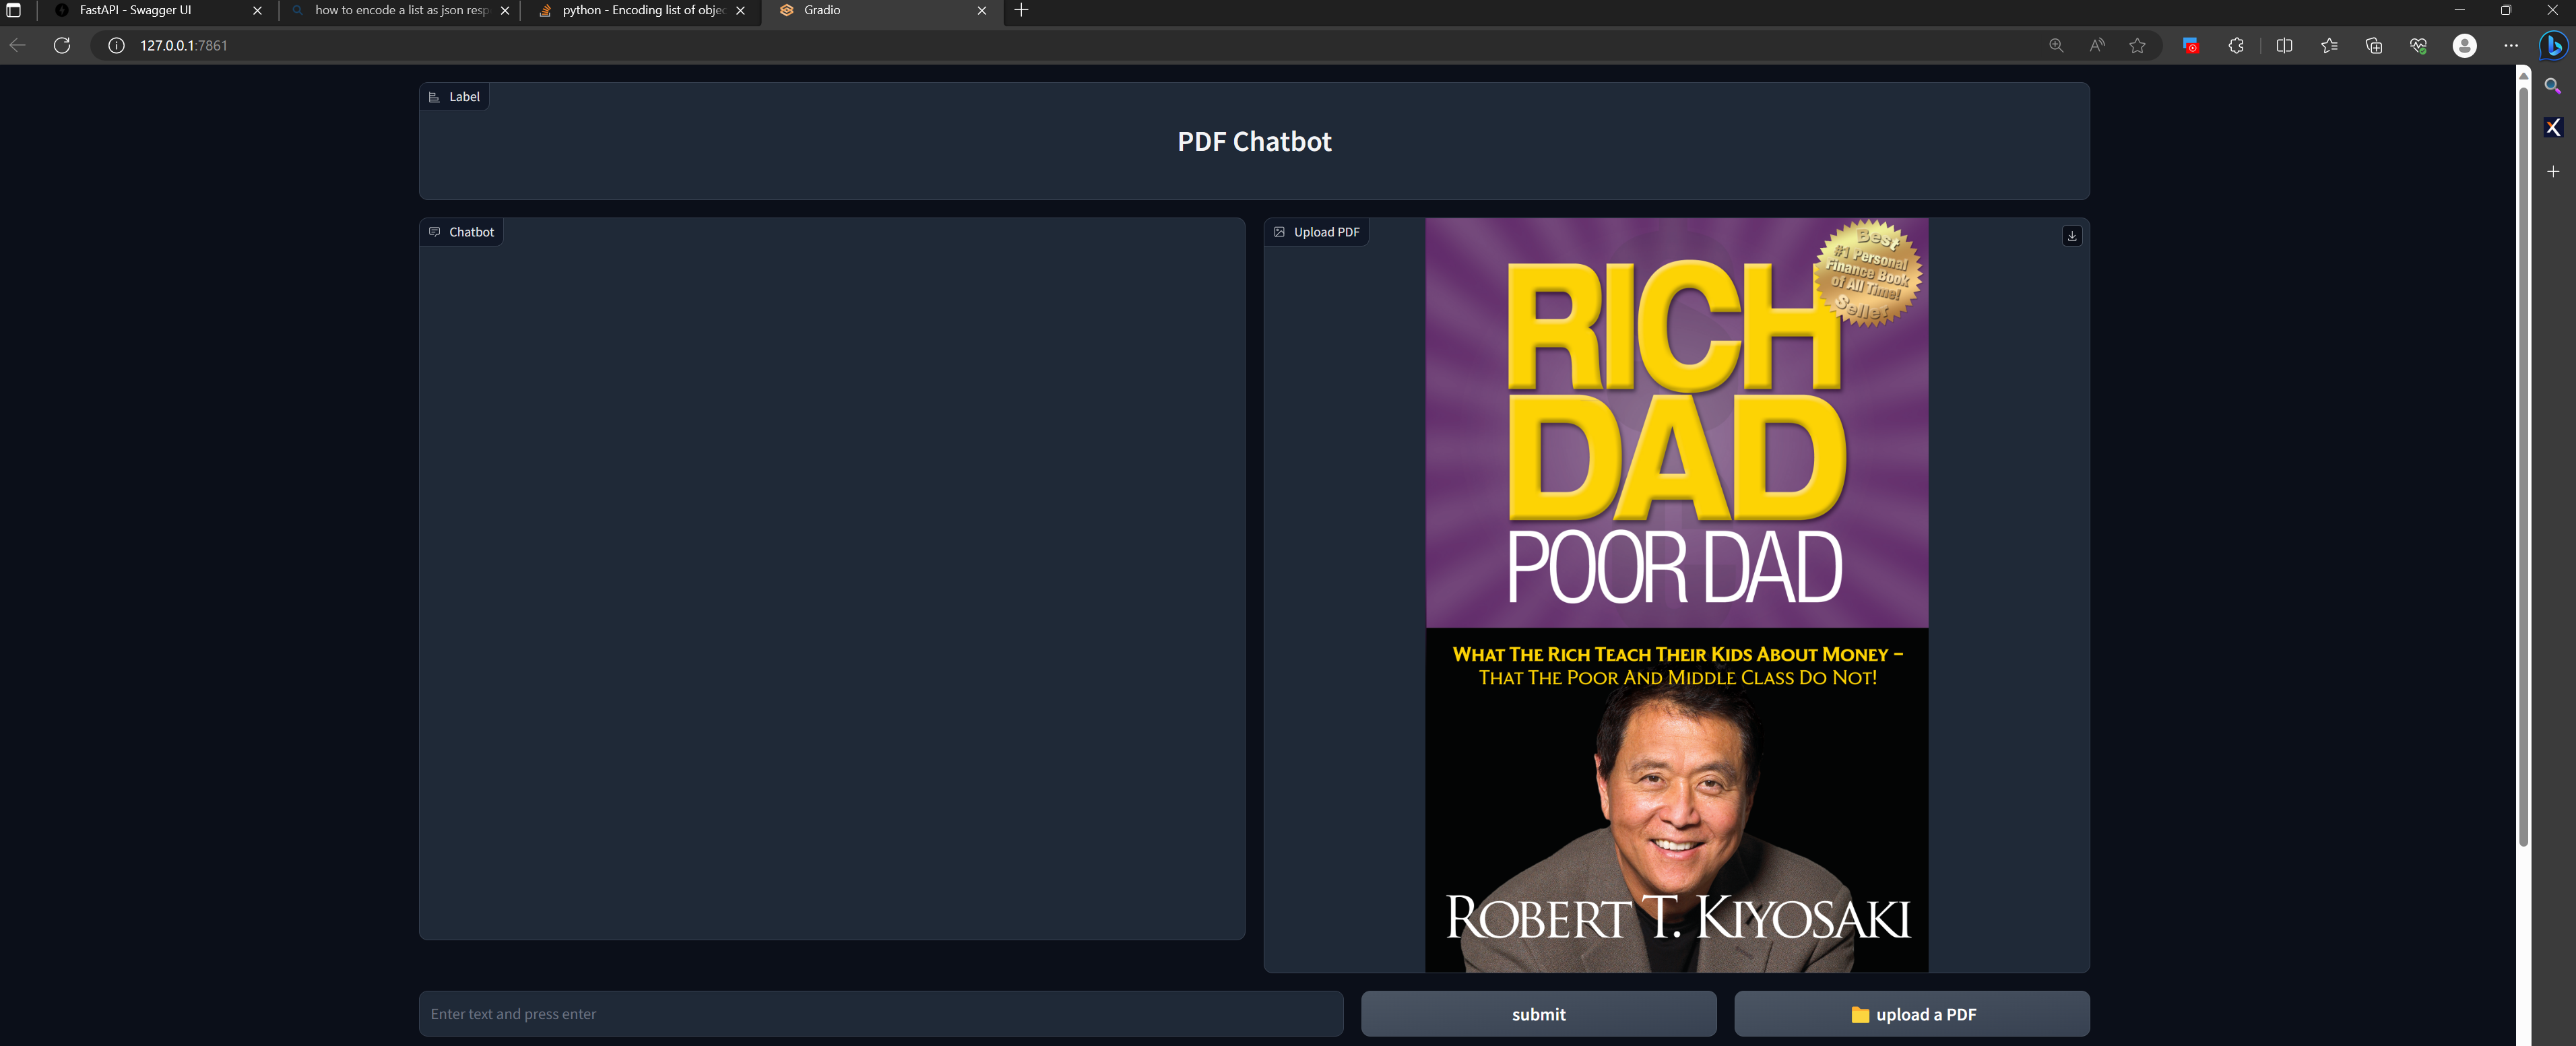 FastAPI - Swagger UI
how to encode a list as json resp
python - Encoding list of objec
Gradio
127.0.0.1:7861
Label
PDF Chatbot
Chatbot
Upload PDF
Best
#1 Personal
Finance Book
of All Time!
Seller
RICH
DAD
POOR DAD
WHAT THE RICH TEACH THEIR KIDS ABOUT MONEY –
THAT THE POOR AND MIDDLE CLASS DO NOT!
ROBERT T. KIYOSAKI
Enter text and press enter
submit
upload a PDF